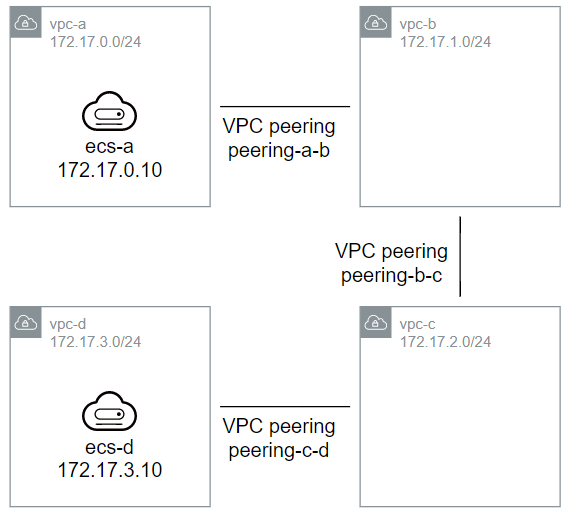 vpc-a
172.17.0.0/24
ecs-a
172.17.0.10
VPC peering
peering-a-b
vpc-b
172.17.1.0/24
VPC peering
peering-b-c
vpc-d
172.17.3.0/24
ecs-d
172.17.3.10
VPC peering
peering-c-d
vpc-c
172.17.2.0/24